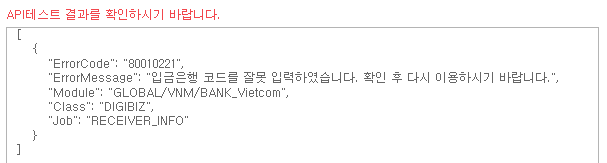 API테스트 결과를 확인하시기 바랍니다.
[
{
"ErrorCode": "80010221",
"ErrorMessage": "입금은행 코드를 잘못 입력하였습니다. 확인 후 다시 이용하시기 바랍니다.",
"Module": "GLOBAL/VNM/BANK_Vietcom",
"Class": "DIGIBIZ",
"Job": "RECEIVER_INFO"
}
]